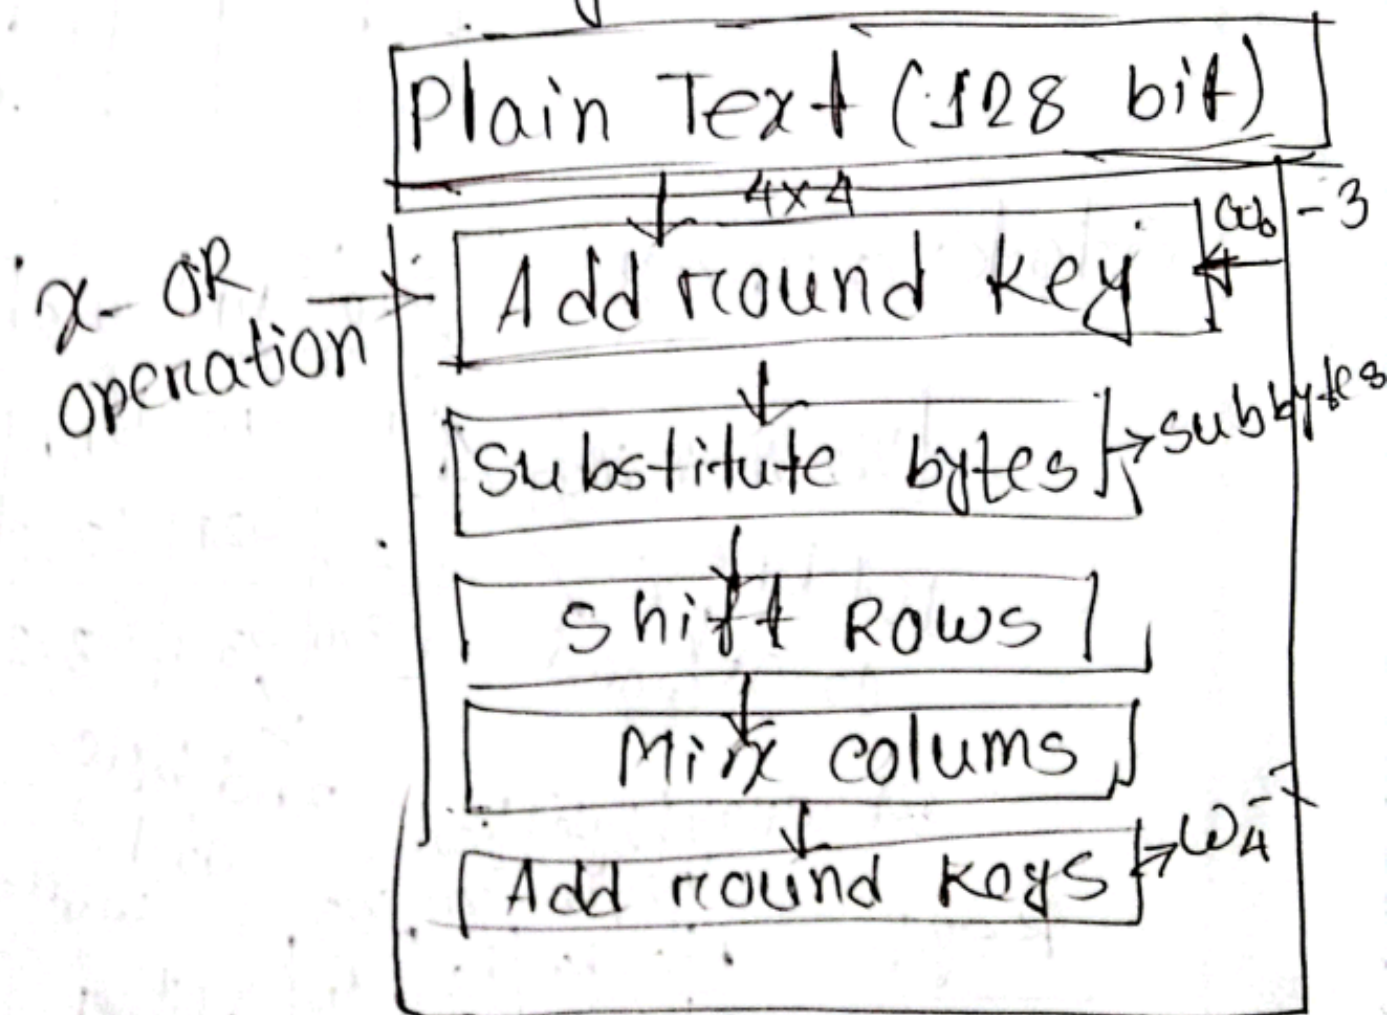 Plain Text (128 bit)
4x4
- 3
Add round key
X-OR
operation
Substitute bytes
subbytes
Shift Rows
Mix colums
Add round keys
W4